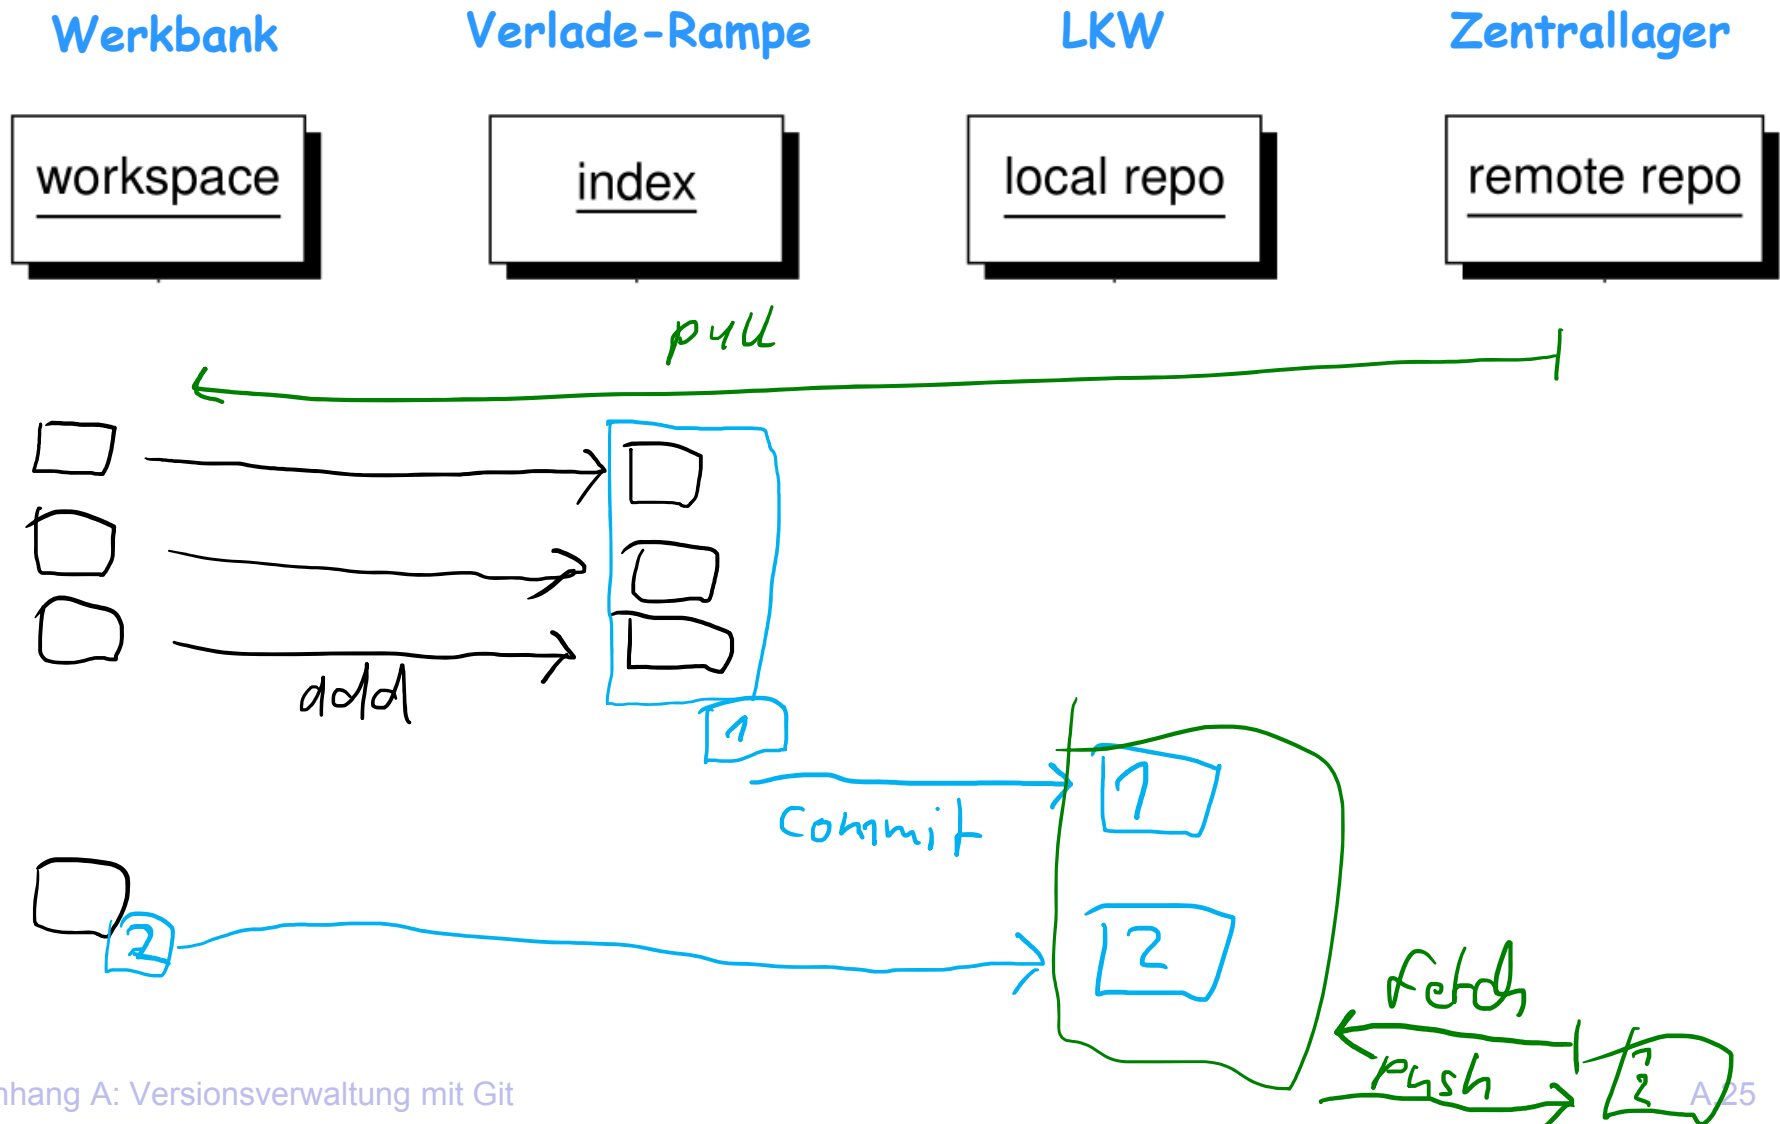 Werkbank Verlade-Rampe LKW Zentrallager
workspace index local repo remote repo
pull
add
1
commit
1
2
2
fetch
push
1
2
nhang A: Versionsverwaltung mit Git A.25